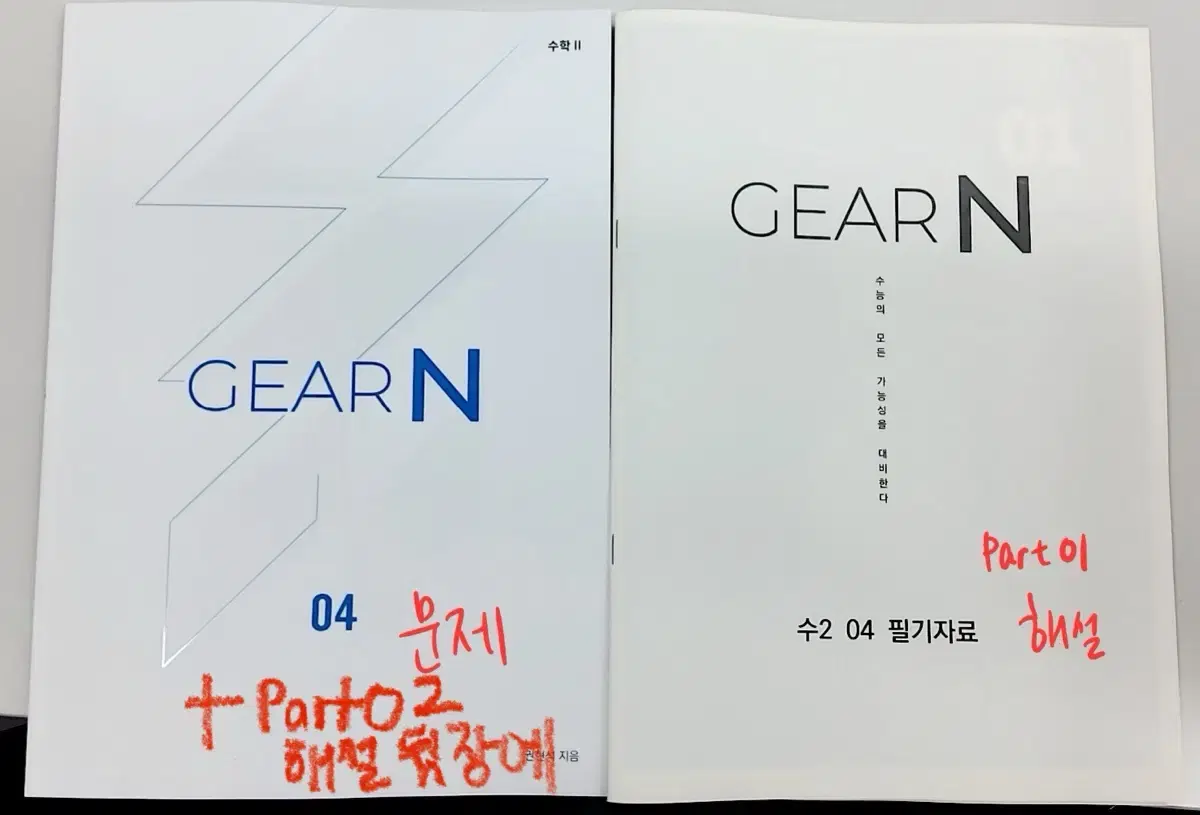 수학 II
GEAR N
04
문제
+ Part 02
해설 뒷장에
권현석 지음
GEAR N
수능의 모든 가능성을 대비한다
Part 01
수2 04 필기자료
해설